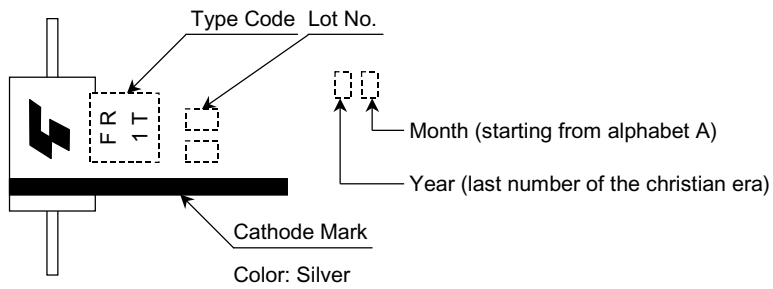 Type Code
Lot No.
FR
1T
Month (starting from alphabet A)
Year (last number of the christian era)
Cathode Mark
Color: Silver